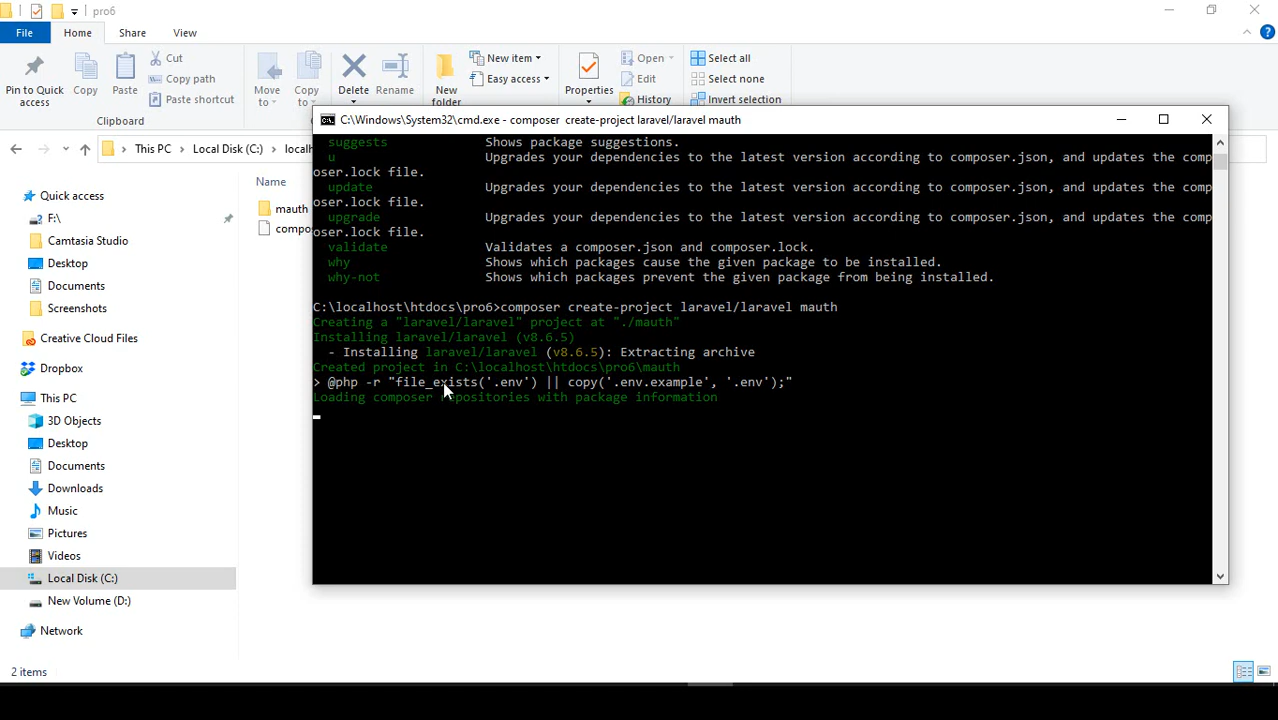 pro6
File
Home
Share
View
Pin to Quick access
Copy
Paste
Cut
Copy path
Paste shortcut
Clipboard
Move to
Copy to
Delete
Rename
New folder
New item
Easy access
Properties
Open
Edit
History
Select all
Select none
Invert selection
This PC
Local Disk (C:)
localh
C:\Windows\System32\cmd.exe - composer  create-project laravel/laravel mauth
Name
mauth
compo
Quick access
F:\
Camtasia Studio
Desktop
Documents
Screenshots
Creative Cloud Files
Dropbox
This PC
3D Objects
Desktop
Documents
Downloads
Music
Pictures
Videos
Local Disk (C:)
New Volume (D:)
Network
2 items
suggests Shows package suggestions.
u Upgrades your dependencies to the latest version according to composer.json, and updates the comp
oser.lock file.
update Upgrades your dependencies to the latest version according to composer.json, and updates the comp
oser.lock file.
upgrade Upgrades your dependencies to the latest version according to composer.json, and updates the comp
oser.lock file.
validate Validates a composer.json and composer.lock.
why Shows which packages cause the given package to be installed.
why-not Shows which packages prevent the given package from being installed.
C:\localhost\htdocs\pro6>composer create-project laravel/laravel mauth
Creating a "laravel/laravel" project at "./mauth"
Installing laravel/laravel (v8.6.5)
- Installing laravel/laravel (v8.6.5): Extracting archive
Created project in C:\localhost\htdocs\pro6\mauth
> @php -r "file_exists('.env') || copy('.env.example', '.env');"
Loading composer repositories with package information